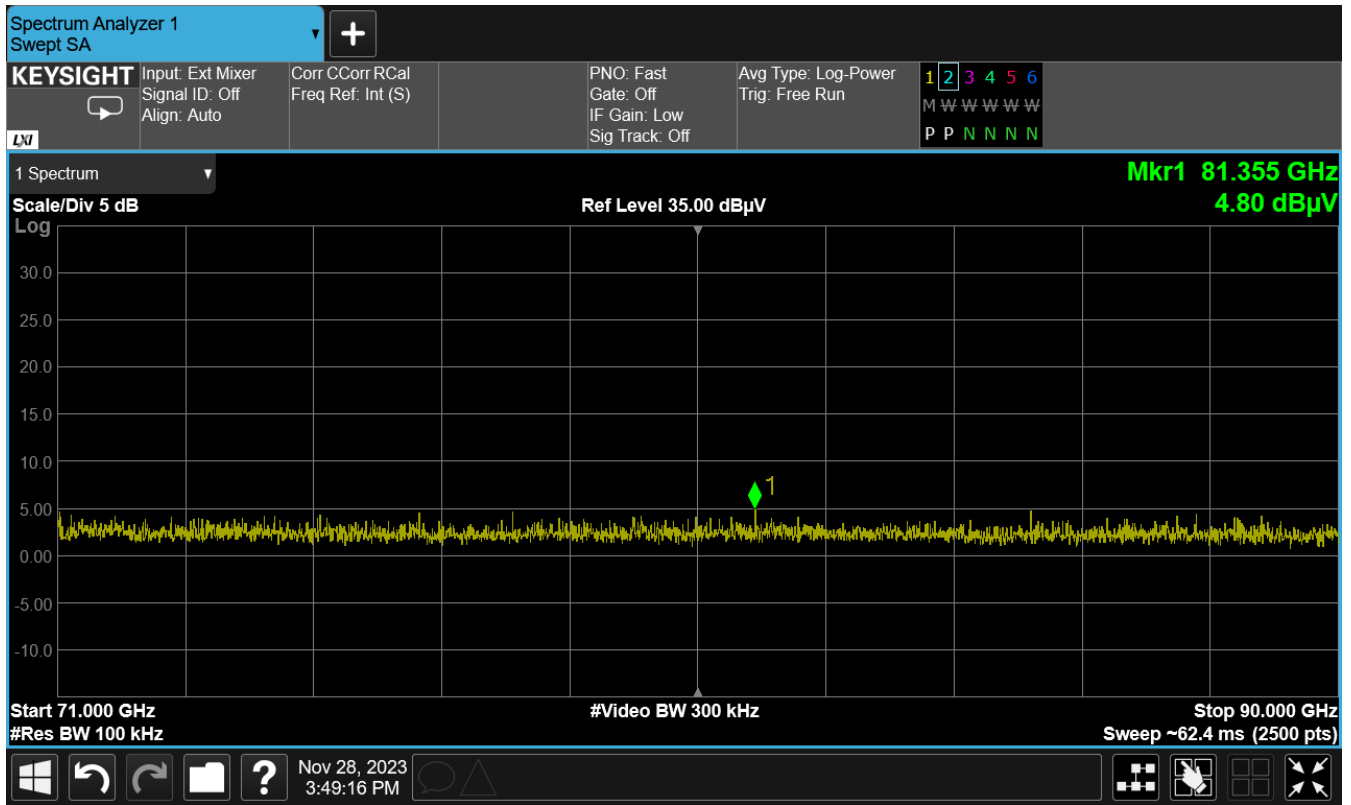 Spectrum Analyzer 1
Swept SA
KEYSIGHT
LXI
Input: Ext Mixer
Signal ID: Off
Align: Auto
Corr CCorr RCal
Freq Ref: Int (S)
PNO: Fast
Gate: Off
IF Gain: Low
Sig Track: Off
Avg Type: Log-Power
Trig: Free Run
1 2 3 4 5 6
M W W W W W
P P N N N N
1 Spectrum
Mkr1 81.355 GHz
4.80 dBµV
Scale/Div 5 dB
Ref Level 35.00 dBµV
Log
30.0
25.0
20.0
15.0
10.0
5.00
0.00
-5.00
-10.0
1
Start 71.000 GHz
#Video BW 300 kHz
Stop 90.000 GHz
#Res BW 100 kHz
Sweep ~62.4 ms (2500 pts)
?
Nov 28, 2023
3:49:16 PM